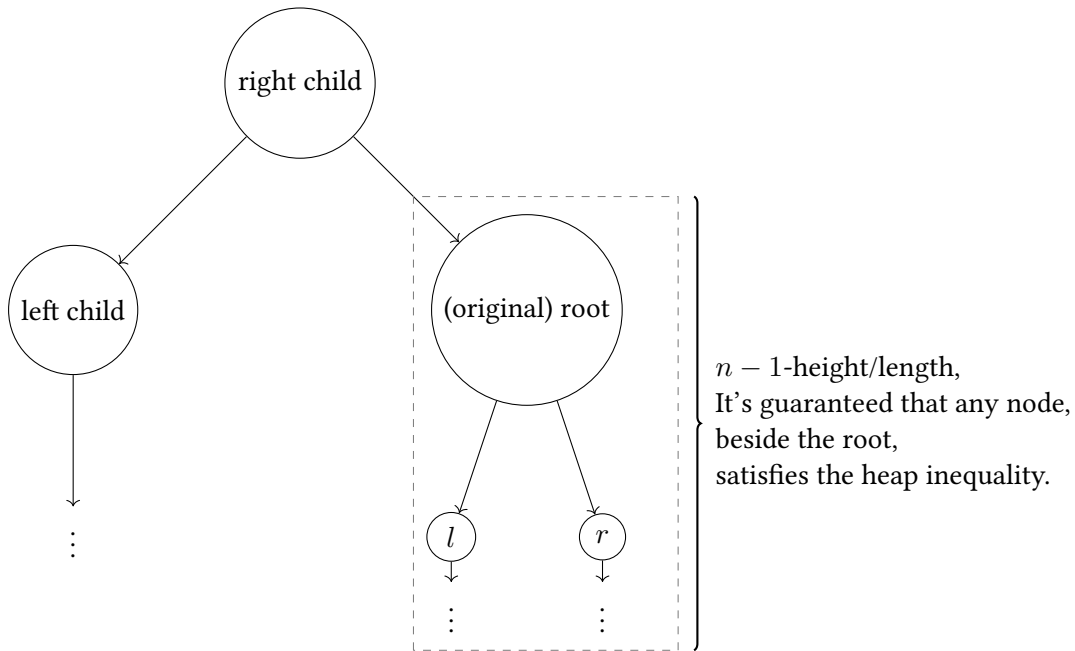 right child
left child
(original) root
n − 1-height/length,
It's guaranteed that any node,
beside the root,
satisfies the heap inequality.
l
r
⋮
⋮
⋮